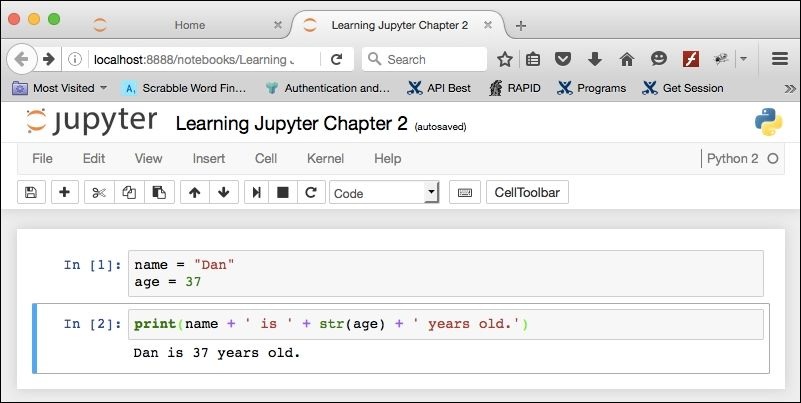 Home
Learning Jupyter Chapter 2
localhost:8888/notebooks/Learning
Search
Most Visited
Scrabble Word Fin...
Authentication and...
API Best
RAPID
Programs
Get Session
jupyter Learning Jupyter Chapter 2 (autosaved)
File Edit View Insert Cell Kernel Help Python 2
Code CellToolbar
In [1]: name = "Dan"
age = 37
In [2]: print(name + ' is ' + str(age) + ' years old.')
Dan is 37 years old.